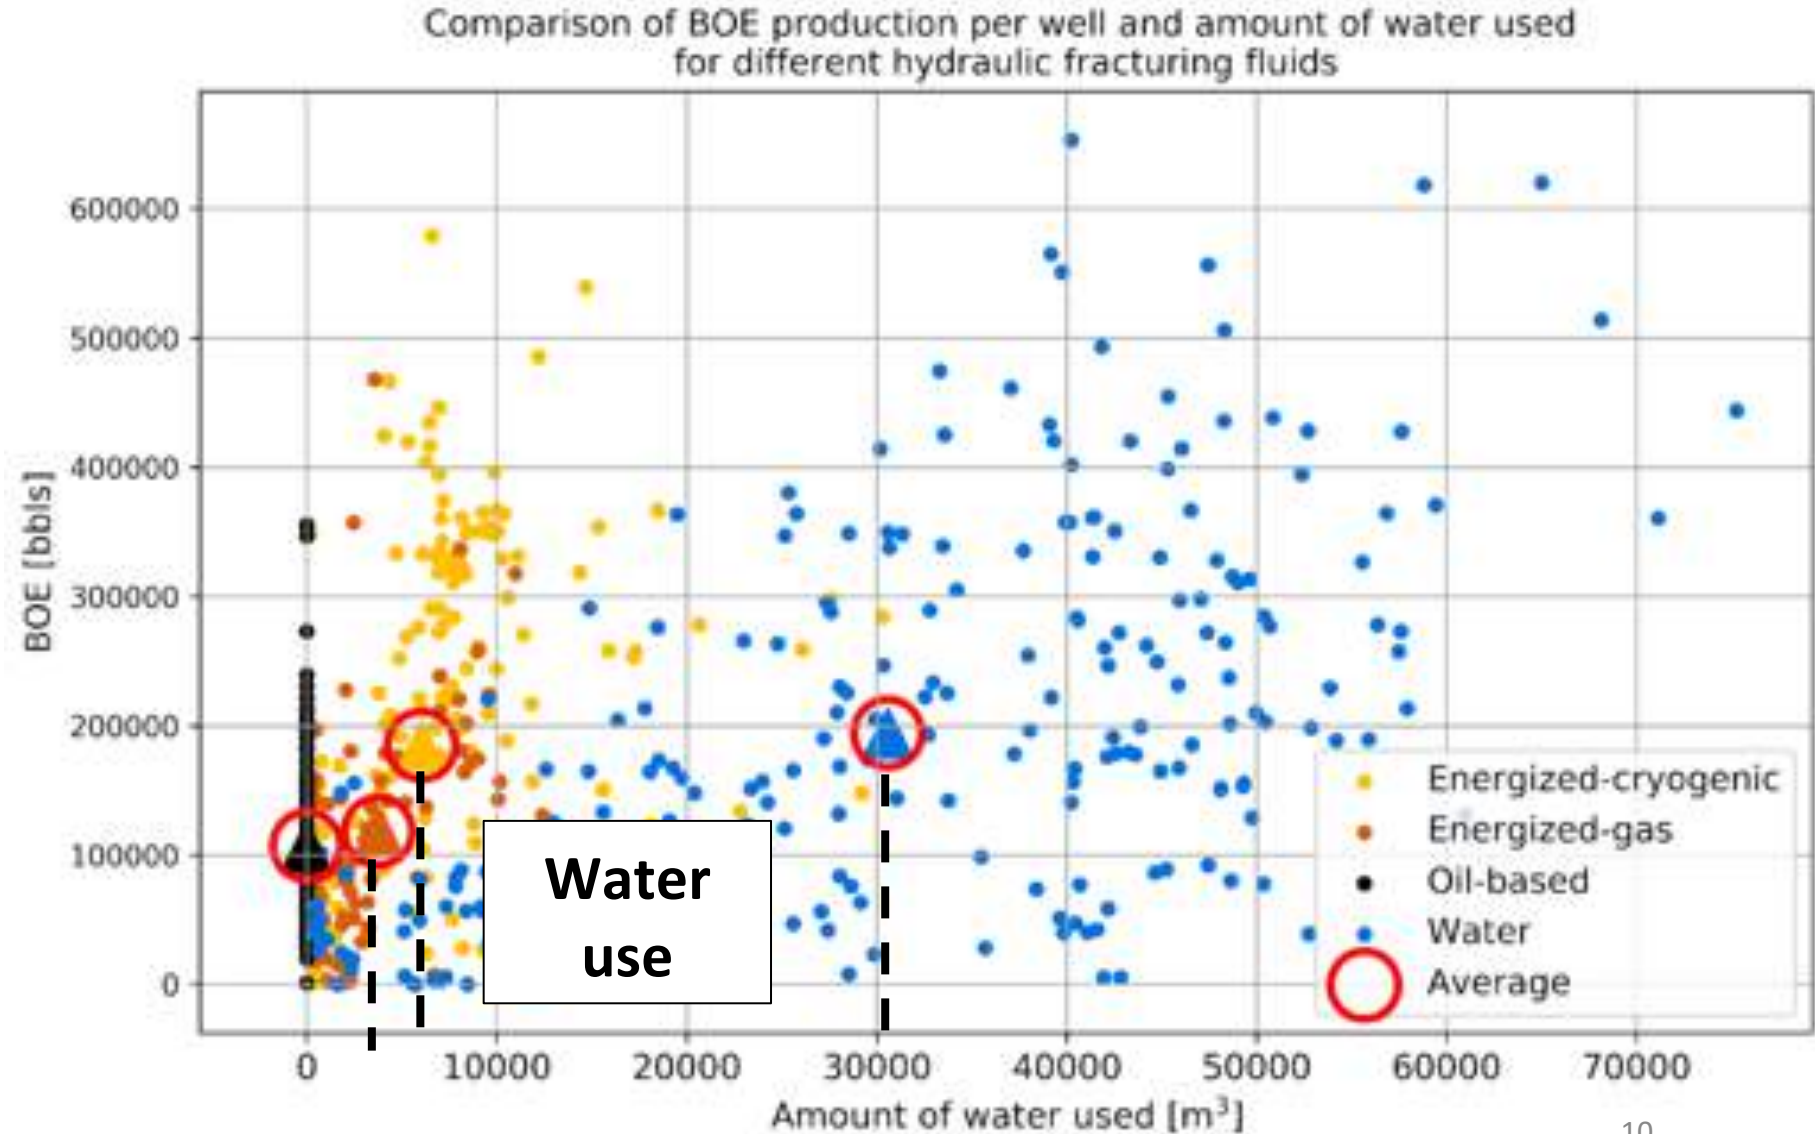 Comparison of BOE production per well and amount of water used
for different hydraulic fracturing fluids
BOE [bbls]
600000
500000
400000
300000
200000
100000
0
Water
use
Energized-cryogenic
Energized-gas
Oil-based
Water
Average
0 10000 20000 30000 40000 50000 60000 70000
Amount of water used [m³]
10